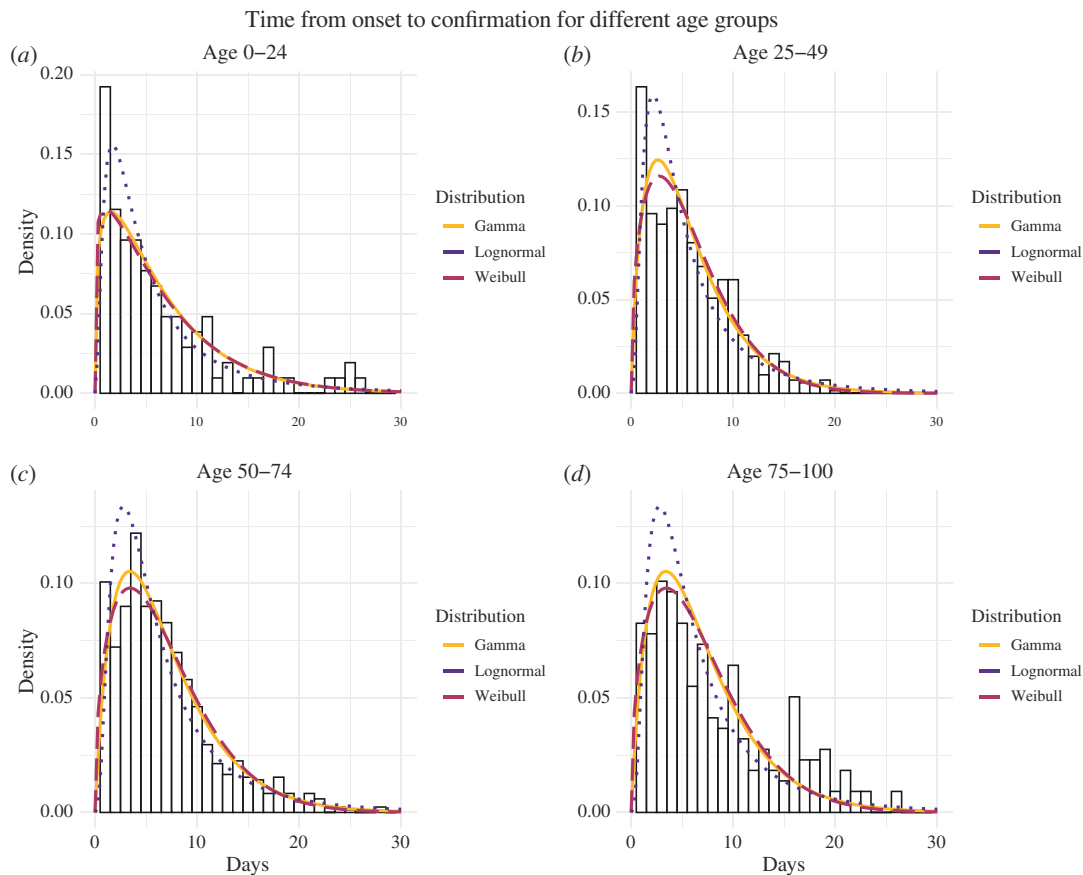 Time from onset to confirmation for different age groups
(a)
Age 0–24
Density
0.20
0.15
0.10
0.05
0.00
0
10
20
30
Distribution
Gamma
Lognormal
Weibull
(b)
Age 25–49
0.15
0.10
0.05
0.00
0
10
20
30
Distribution
Gamma
Lognormal
Weibull
(c)
Age 50–74
Density
0.10
0.05
0.00
0
10
20
30
Days
Distribution
Gamma
Lognormal
Weibull
(d)
Age 75–100
0.10
0.05
0.00
0
10
20
30
Days
Distribution
Gamma
Lognormal
Weibull